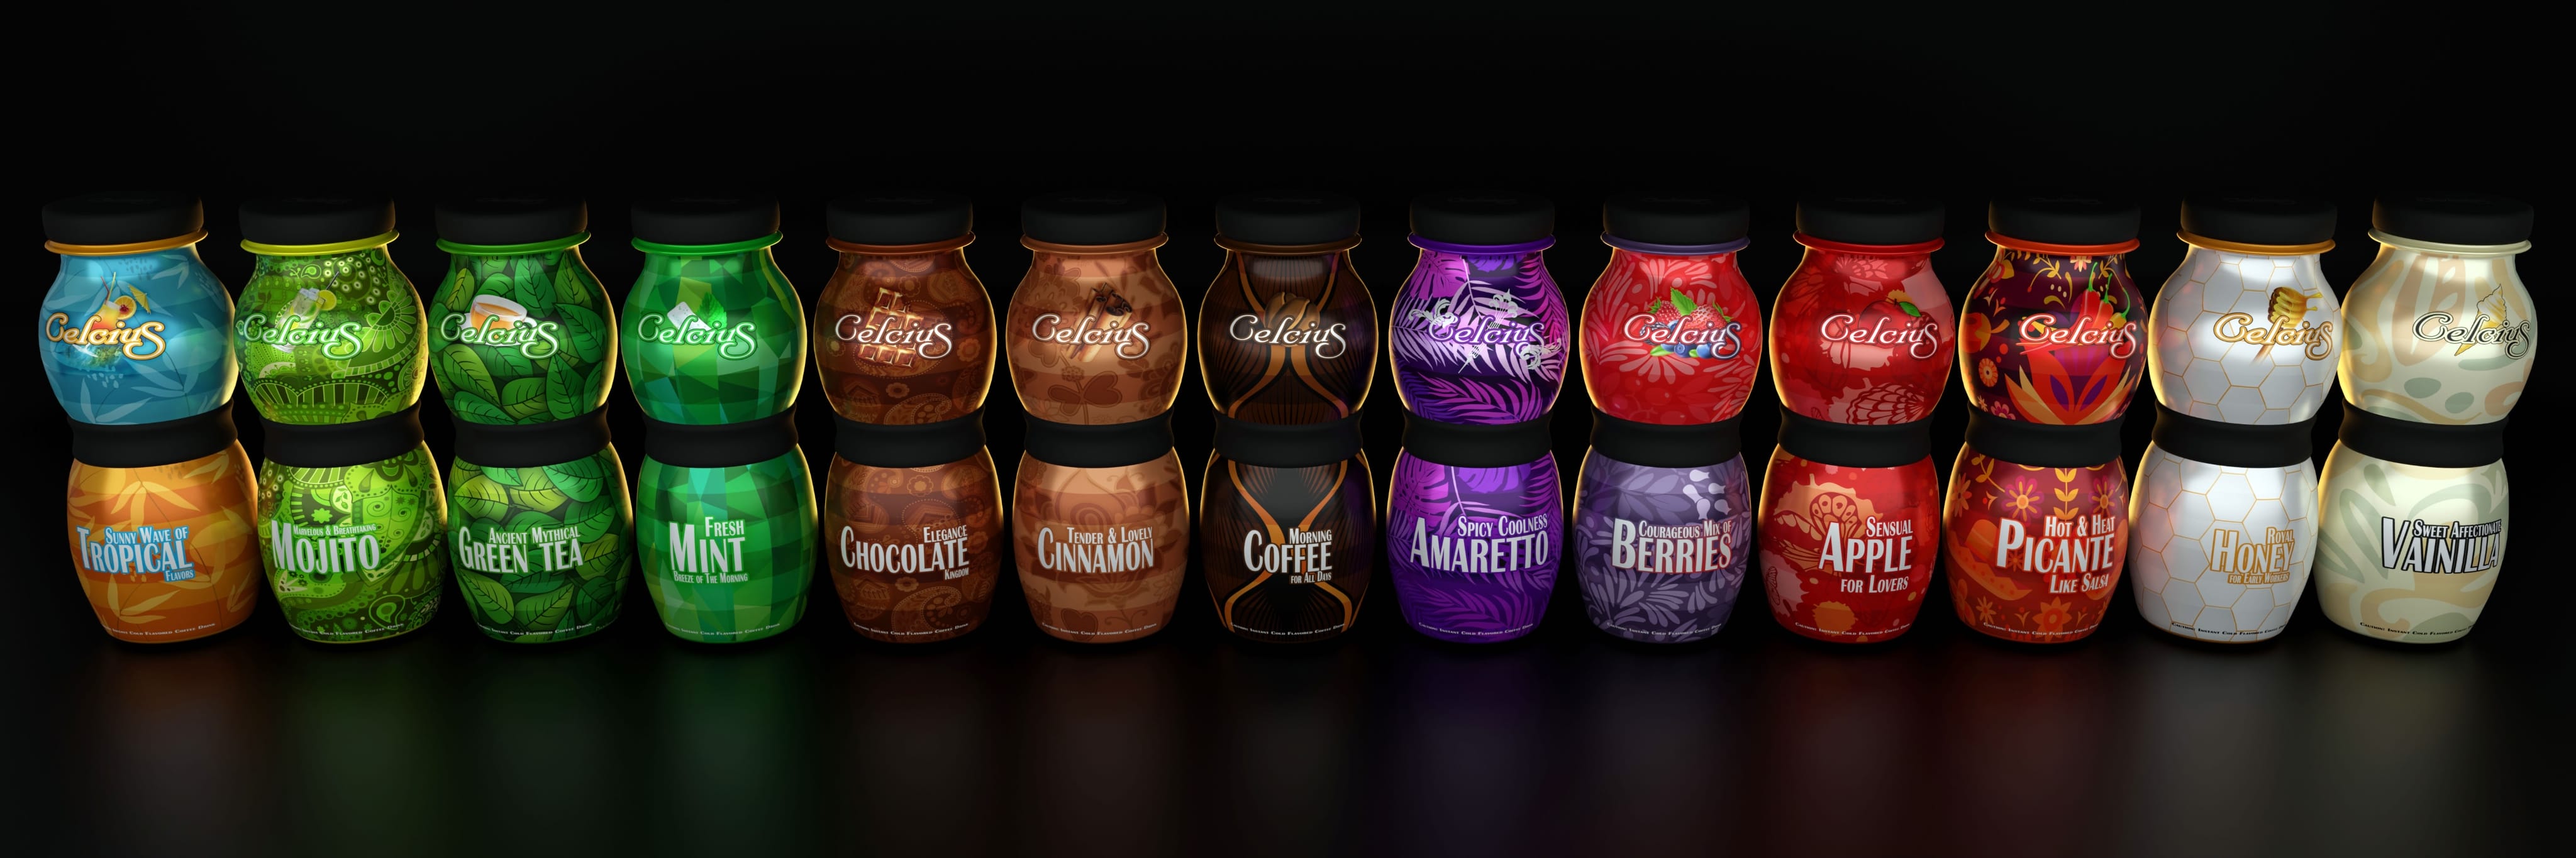 Celcius
Sunny Wave of
Tropical
Flavors
Celcius
Marvelous & Breathtaking
Mojito
Celcius
Ancient Mythical
Green Tea
Celcius
Fresh
Mint
Breeze of The Morning
Celcius
Elegance
Chocolate
Kingdom
Celcius
Tender & Lovely
Cinnamon
Celcius
Morning
Coffee
for All Days
Celcius
Spicy Coolness
Amaretto
Celcius
Courageous Mix of
Berries
Celcius
Sensual
Apple
for Lovers
Celcius
Hot & Heat
Picante
Like Salsa
Celcius
Royal
Honey
for Early Workers
Celcius
Sweet Affectionate
Vainilla